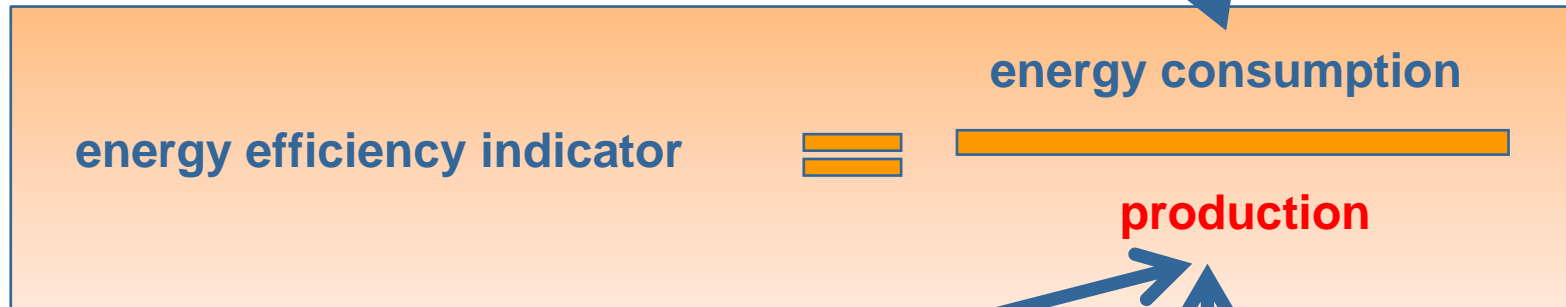 energy consumption
energy efficiency indicator
production